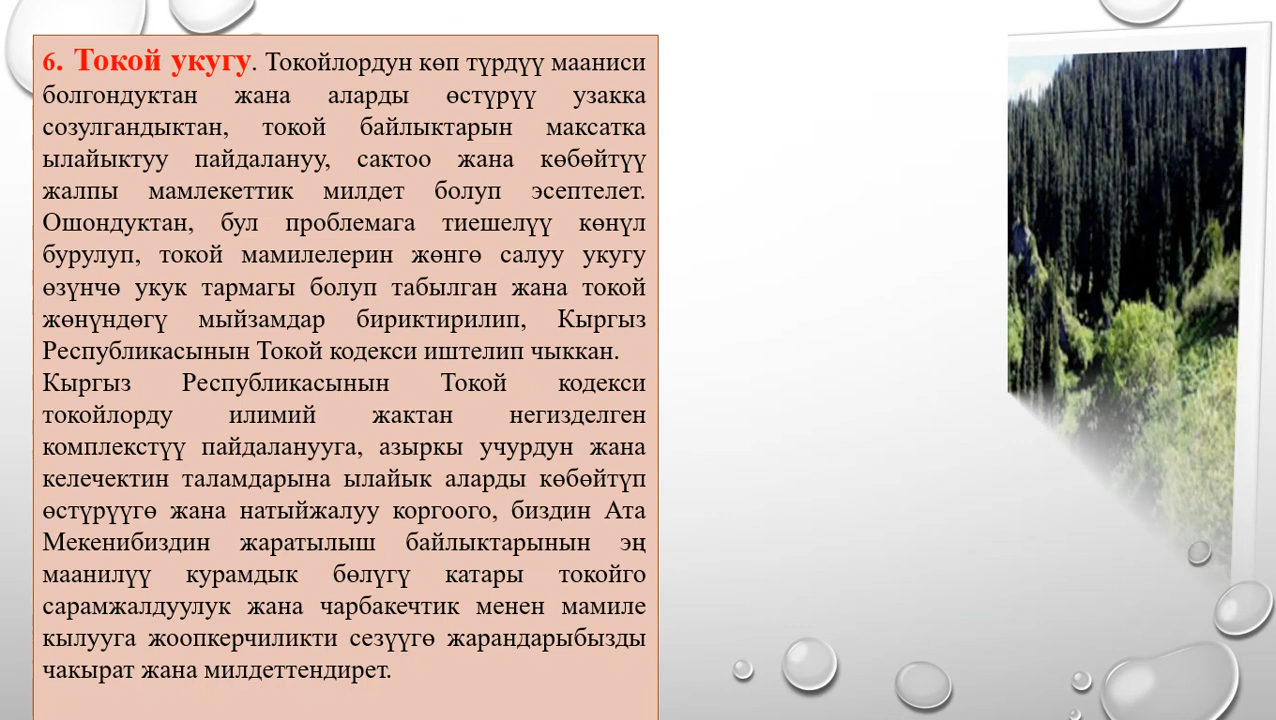 6. Токой укугу. Токойлордун көп түрдүү мааниси
болгондуктан жана аларды өстүрүү узакка
созулгандыктан, токой байлыктарын максатка
ылайыктуу пайдалануу, сактоо жана көбөйтүү
жалпы мамлекеттик милдет болуп эсептелет.
Ошондуктан, бул проблемага тиешелүү көнүл
бурулуп, токой мамилелерин жөнгө салуу укугу
өзүнчө укук тармагы болуп табылган жана токой
жөнүндөгү мыйзамдар бириктирилип, Кыргыз
Республикасынын Токой кодекси иштелип чыккан.
Кыргыз Республикасынын Токой кодекси
токойлорду илимий жактан негизделген
комплекстүү пайдаланууга, азыркы учурдун жана
келечектин таламдарына ылайык аларды көбөйтүп
өстүрүүгө жана натыйжалуу коргоого, биздин Ата
Мекенибиздин жаратылыш байлыктарынын эң
маанилүү курамдык бөлүгү катары токойго
сарамжалдуулук жана чарбакечтик менен мамиле
кылууга жоопкерчиликти сезүүгө жарандарыбызды
чакырат жана милдеттендирет.